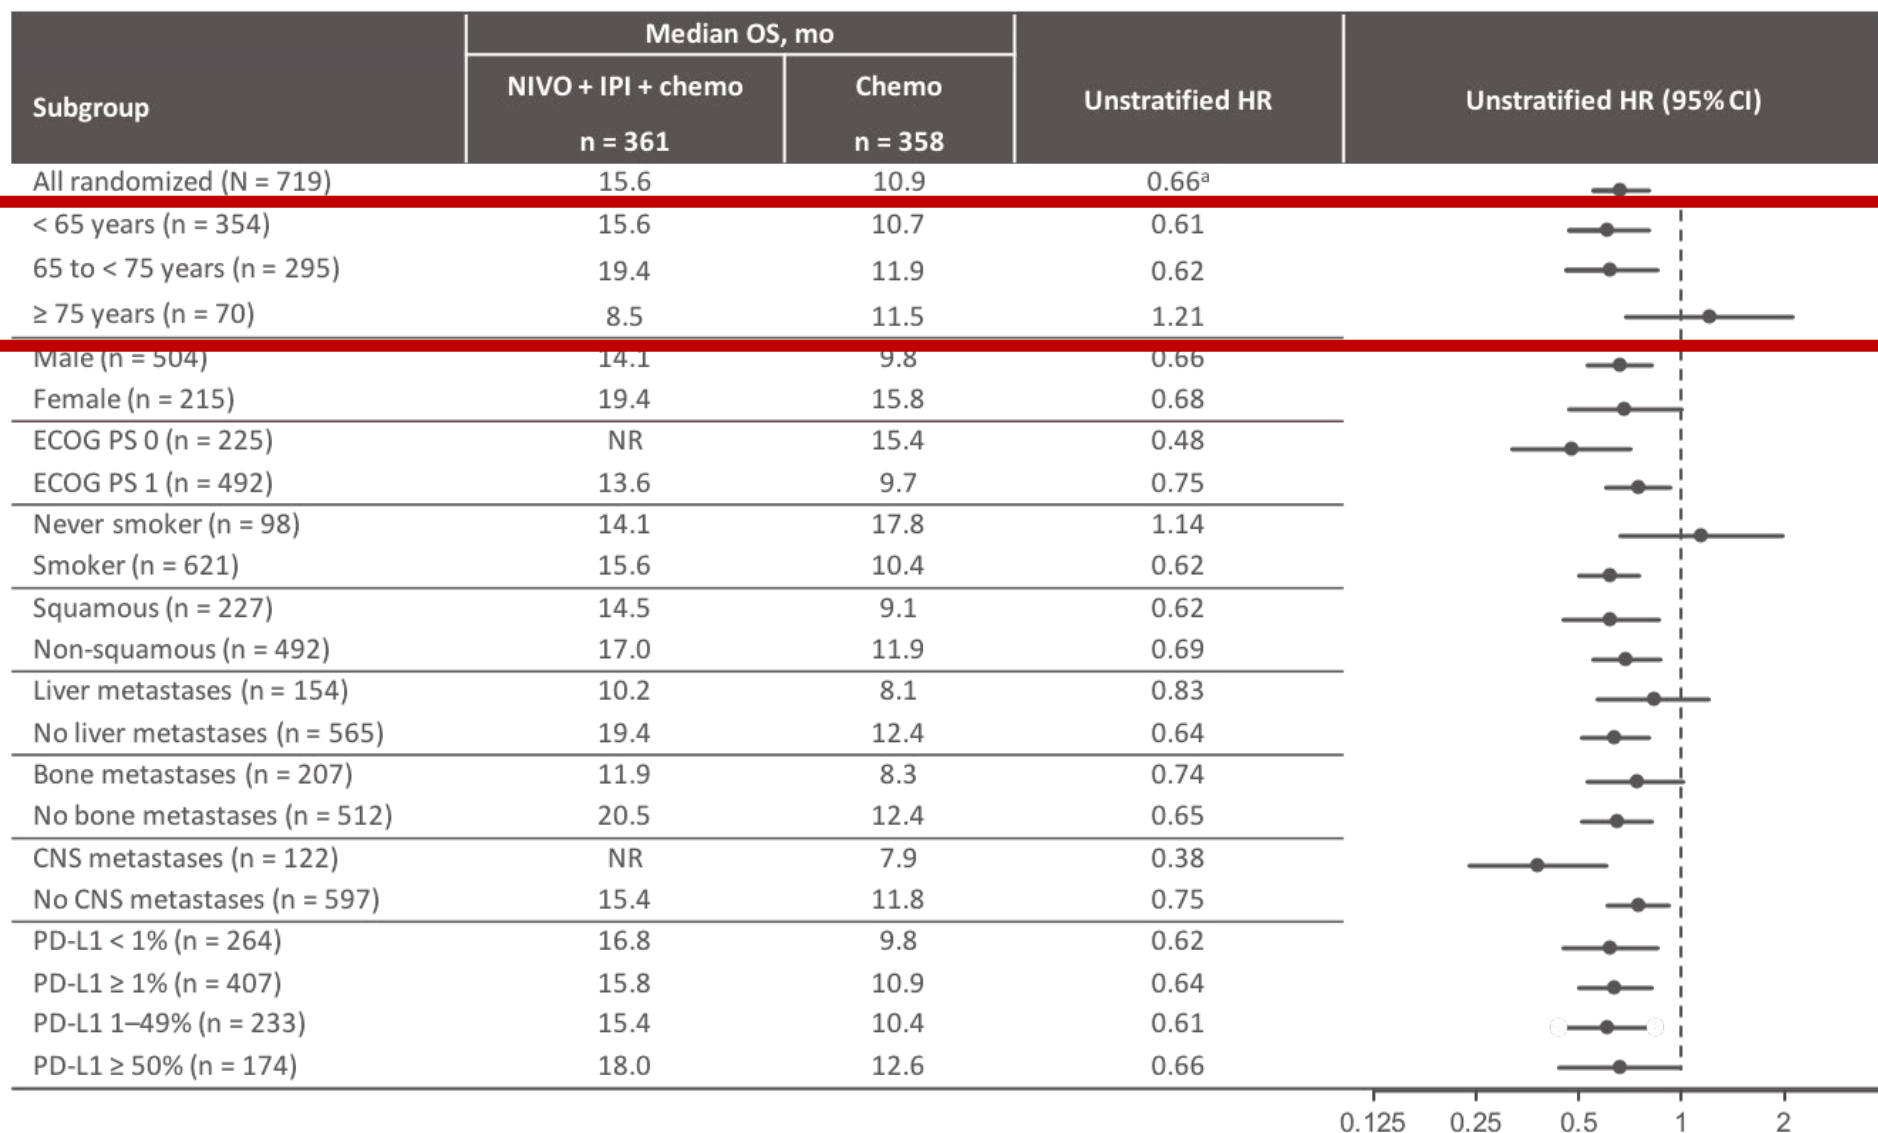 Median OS, mo
Subgroup NIVO + IPI + chemo Chemo Unstratified HR Unstratified HR (95% CI)
n = 361 n = 358
All randomized (N = 719) 15.6 10.9 0.66ᵃ
< 65 years (n = 354) 15.6 10.7 0.61
65 to < 75 years (n = 295) 19.4 11.9 0.62
≥ 75 years (n = 70) 8.5 11.5 1.21
Male (n = 504) 14.1 9.8 0.66
Female (n = 215) 19.4 15.8 0.68
ECOG PS 0 (n = 225) NR 15.4 0.48
ECOG PS 1 (n = 492) 13.6 9.7 0.75
Never smoker (n = 98) 14.1 17.8 1.14
Smoker (n = 621) 15.6 10.4 0.62
Squamous (n = 227) 14.5 9.1 0.62
Non-squamous (n = 492) 17.0 11.9 0.69
Liver metastases (n = 154) 10.2 8.1 0.83
No liver metastases (n = 565) 19.4 12.4 0.64
Bone metastases (n = 207) 11.9 8.3 0.74
No bone metastases (n = 512) 20.5 12.4 0.65
CNS metastases (n = 122) NR 7.9 0.38
No CNS metastases (n = 597) 15.4 11.8 0.75
PD-L1 < 1% (n = 264) 16.8 9.8 0.62
PD-L1 ≥ 1% (n = 407) 15.8 10.9 0.64
PD-L1 1–49% (n = 233) 15.4 10.4 0.61
PD-L1 ≥ 50% (n = 174) 18.0 12.6 0.66
0.125 0.25 0.5 1 2